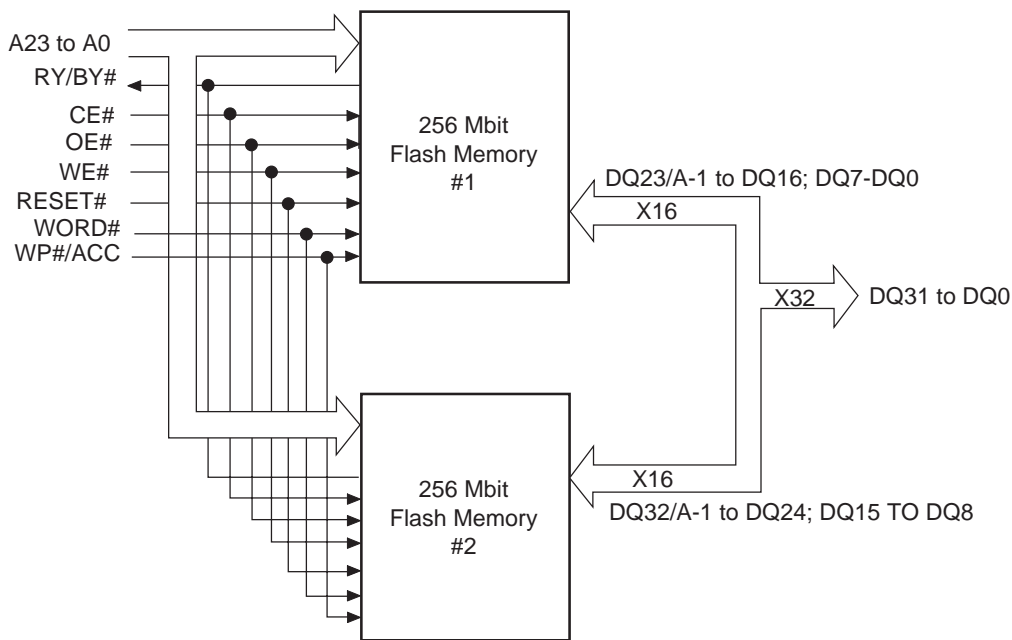 A23 to A0
RY/BY#
CE#
OE#
WE#
RESET#
WORD#
WP#/ACC
256 Mbit
Flash Memory
#1
DQ23/A-1 to DQ16; DQ7-DQ0
X16
X32
DQ31 to DQ0
256 Mbit
Flash Memory
#2
X16
DQ32/A-1 to DQ24; DQ15 TO DQ8